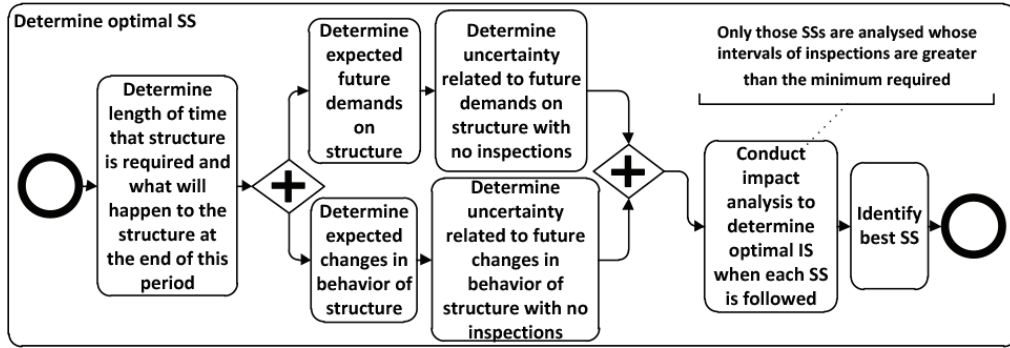 Determine optimal SS
Determine
length of time
that structure
is required and
what will
happen to the
structure at
the end of this
period
Determine
expected
future
demands
on
structure
Determine
uncertainty
related to future
demands on
structure with
no inspections
Determine
expected
changes in
behavior of
structure
Determine
uncertainty
related to future
changes in
behavior of
structure with no
inspections
Only those SSs are analysed whose
intervals of inspections are greater
than the minimum required
Conduct
impact
analysis to
determine
optimal IS
when each SS
is followed
Identify
best SS